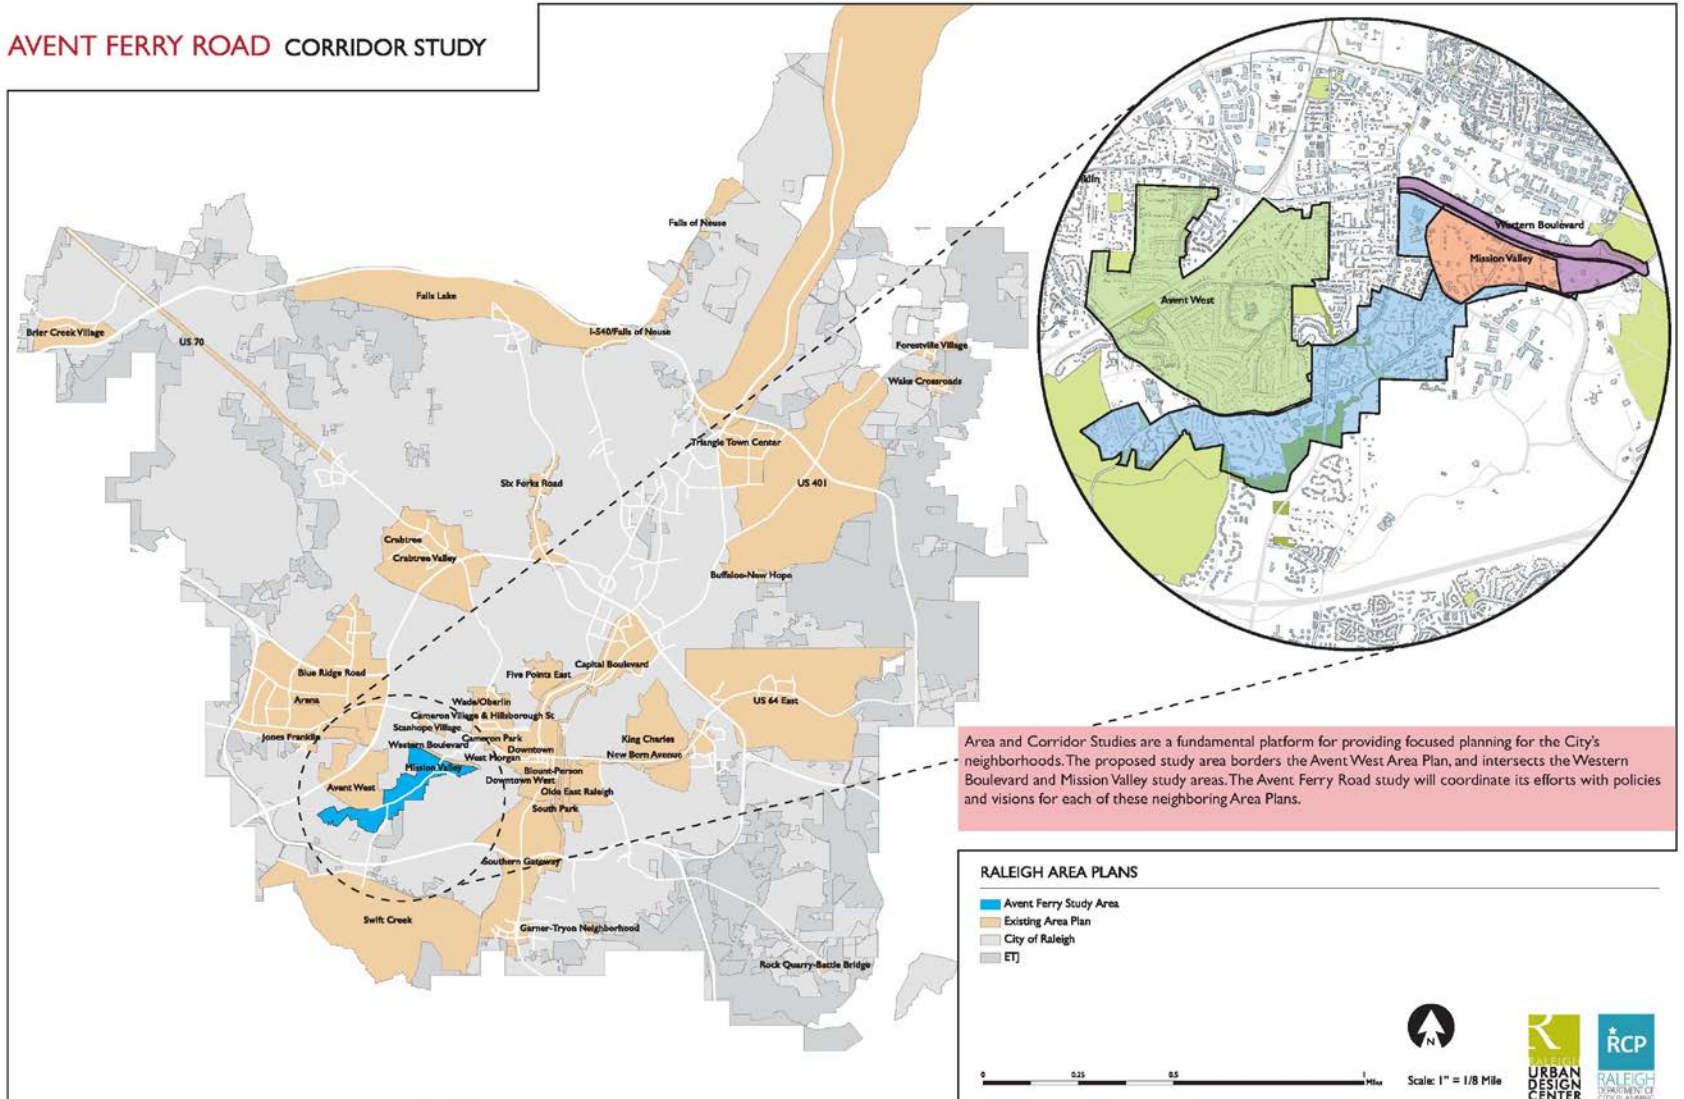 AVENT FERRY ROAD CORRIDOR STUDY
Falls of Neuse
Falls Lake
I-540/Falls of Neuse
Brier Creek Village
US 70
Forestville Village
Wake Crossroads
Triangle Town Center
US 401
Six Forks Road
Crabtree
Crabtree Valley
Buffaloe-New Hope
Blue Ridge Road
Arena
Jones Franklin
Five Points East
Capital Boulevard
US 64 East
Wade/Oberlin
Cameron Village & Hillsborough St
Stanhope Village
Cameron Park
Western Boulevard
West Morgan
Downtown
King Charles
New Bern Avenue
Mission Valley
Blount-Person
Downtown West
Avent West
Olde East Raleigh
South Park
Southern Gateway
Swift Creek
Garner-Tryon Neighborhood
Rock Quarry-Battle Bridge
klin
Western Boulevard
Mission Valley
Avent West
Area and Corridor Studies are a fundamental platform for providing focused planning for the City's
neighborhoods. The proposed study area borders the Avent West Area Plan, and intersects the Western
Boulevard and Mission Valley study areas. The Avent Ferry Road study will coordinate its efforts with policies
and visions for each of these neighboring Area Plans.
RALEIGH AREA PLANS
Avent Ferry Study Area
Existing Area Plan
City of Raleigh
ETJ
0 0.25 0.5 1
Miles
N
Scale: 1" = 1/8 Mile
R
RALEIGH
URBAN
DESIGN
CENTER
RCP
RALEIGH
DEPARTMENT OF
CITY PLANNING